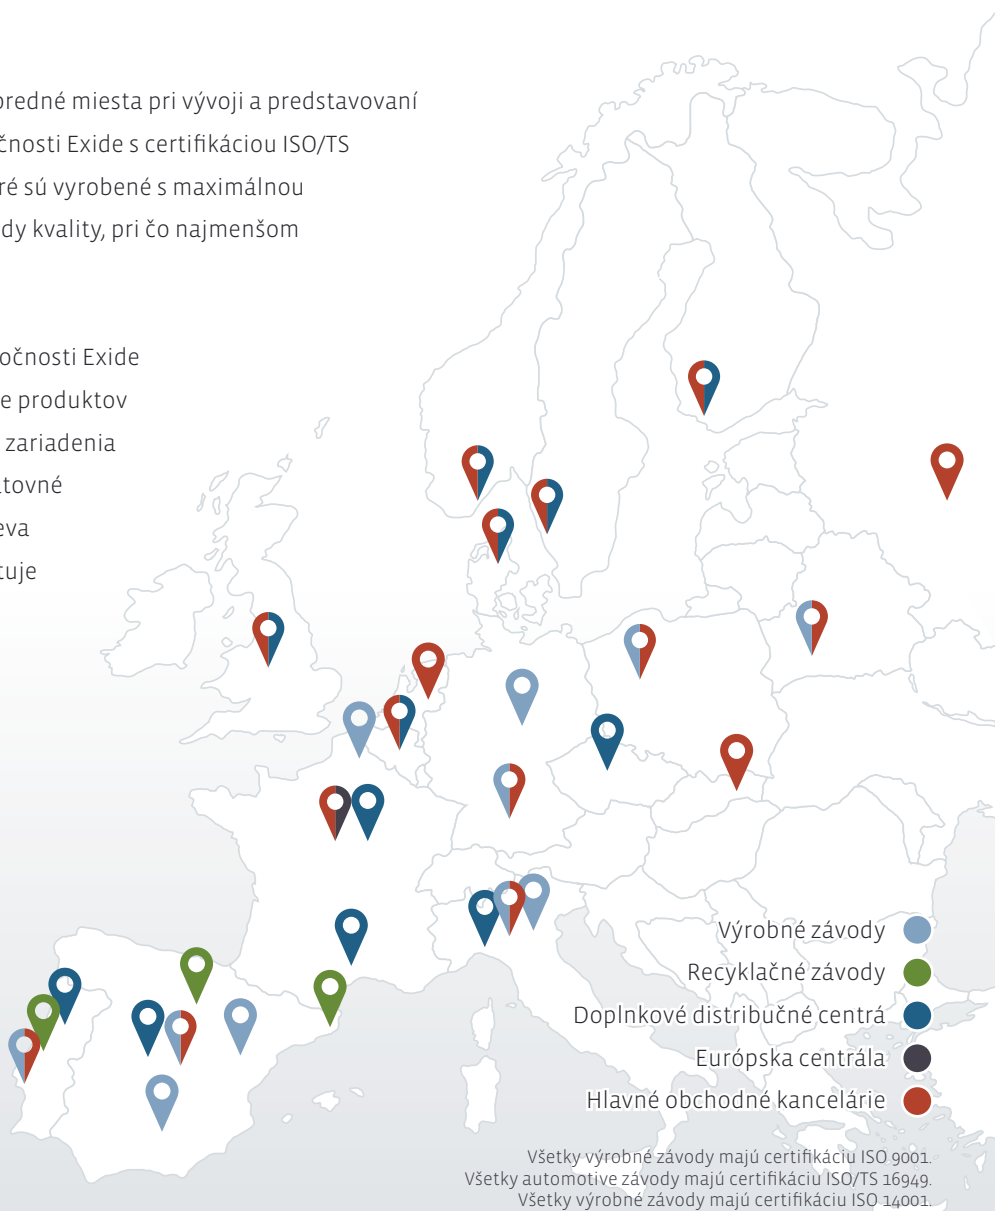 predné miesta pri vývoji a predstavovaní
čnosti Exide s certifikáciou ISO/TS
ré sú vyrobené s maximálnou
dy kvality, pri čo najmenšom
očnosti Exide
e produktov
zariadenia
tovné
eva
tuje
Výrobné závody
Recyklačné závody
Doplnkové distribučné centrá
Európska centrála
Hlavné obchodné kancelárie
Všetky výrobné závody majú certifikáciu ISO 9001.
Všetky automotive závody majú certifikáciu ISO/TS 16949.
Všetky výrobné závody majú certifikáciu ISO 14001.